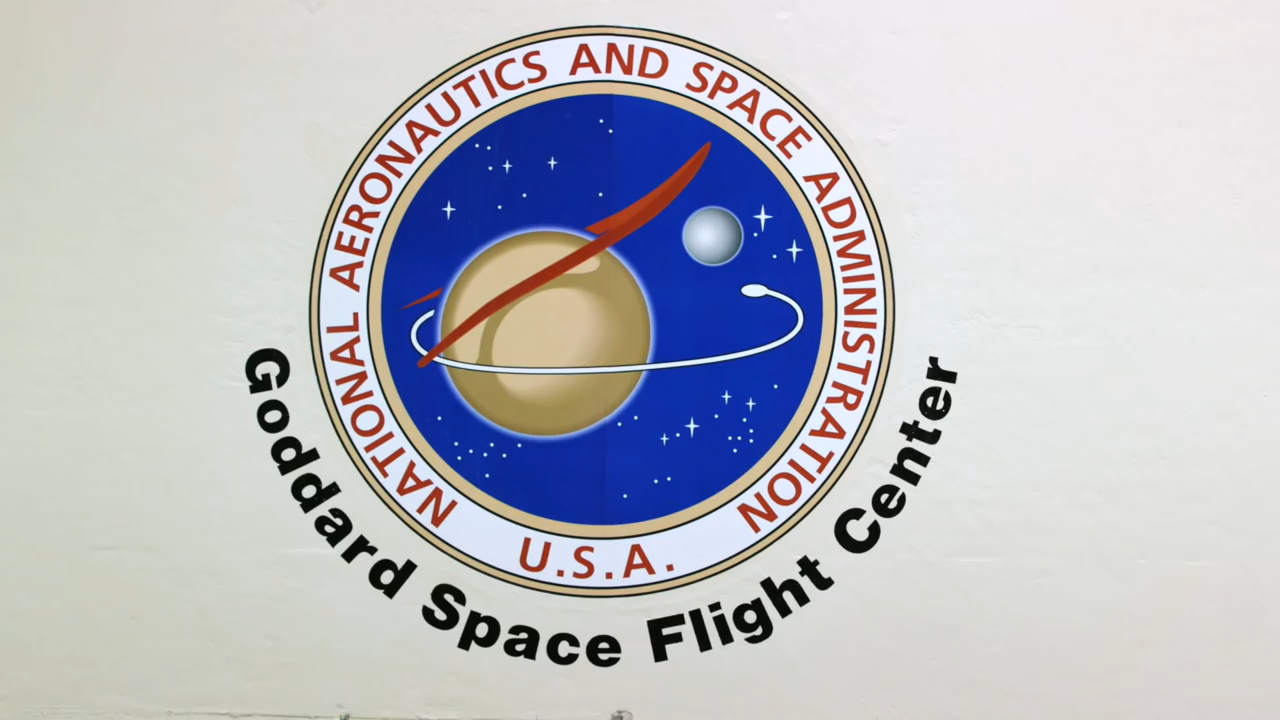 NATIONAL AERONAUTICS AND SPACE ADMINISTRATION
U.S.A.
Goddard Space Flight Center